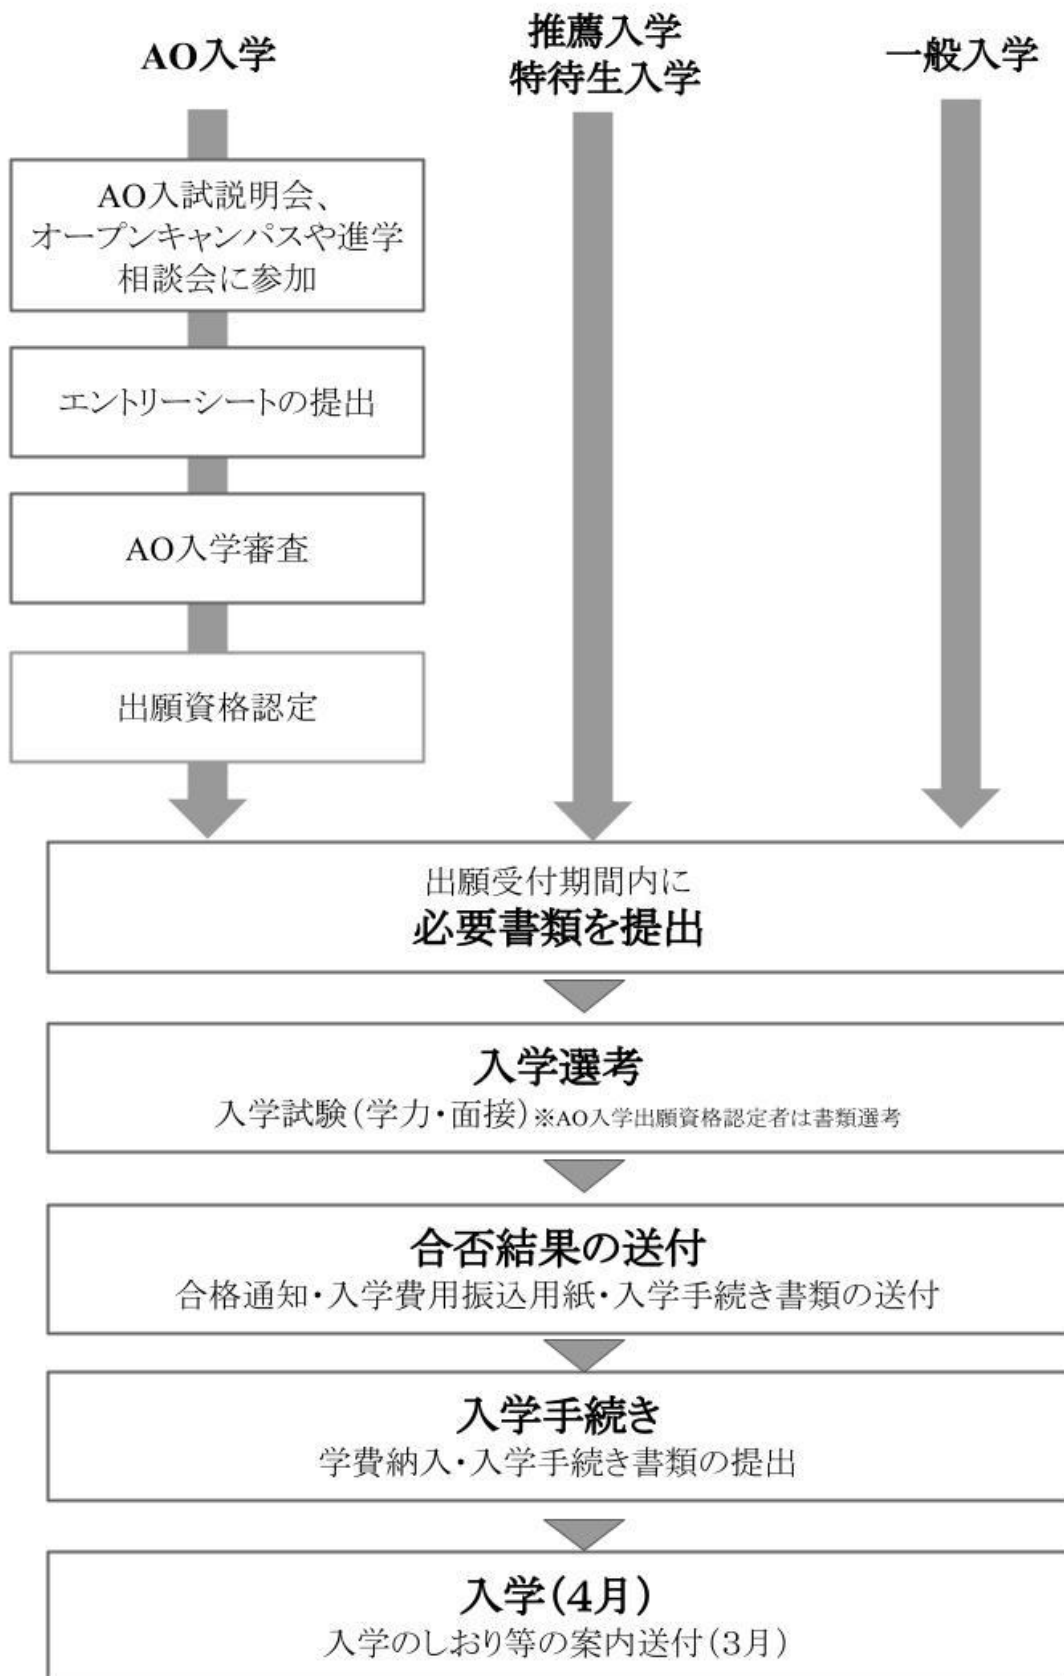 AO入学
推薦入学
特待生入学
一般入学
AO入試説明会、
オープンキャンパスや進学
相談会に参加
エントリーシートの提出
AO入学審査
出願資格認定
出願受付期間内に
必要書類を提出
入学選考
入学試験(学力・面接)※AO入学出願資格認定者は書類選考
合否結果の送付
合格通知・入学費用振込用紙・入学手続き書類の送付
入学手続き
学費納入・入学手続き書類の提出
入学(4月)
入学のしおり等の案内送付(3月)